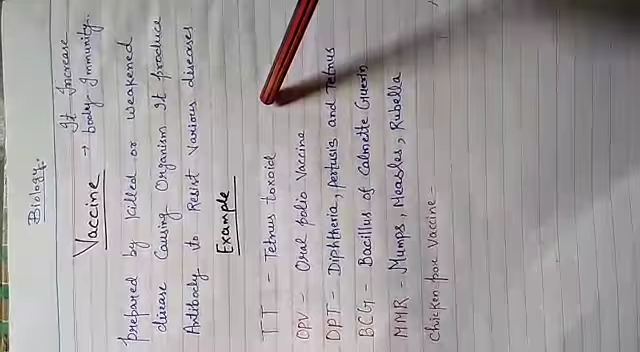 Biology.
Vaccine → It Increase
body Immunity.
prepared by killed or weakened
disease Causing Organism It produce
Antibody to Resist Various diseases
Example
TT - Tetnus toxoid
OPV - Oral polio Vaccine
DPT - Diphtheria, pertusis and Tetnus
BCG - Bacillus of Calmette Guerin
MMR - Mumps, Measles, Rubella
Chicken pox Vaccine -